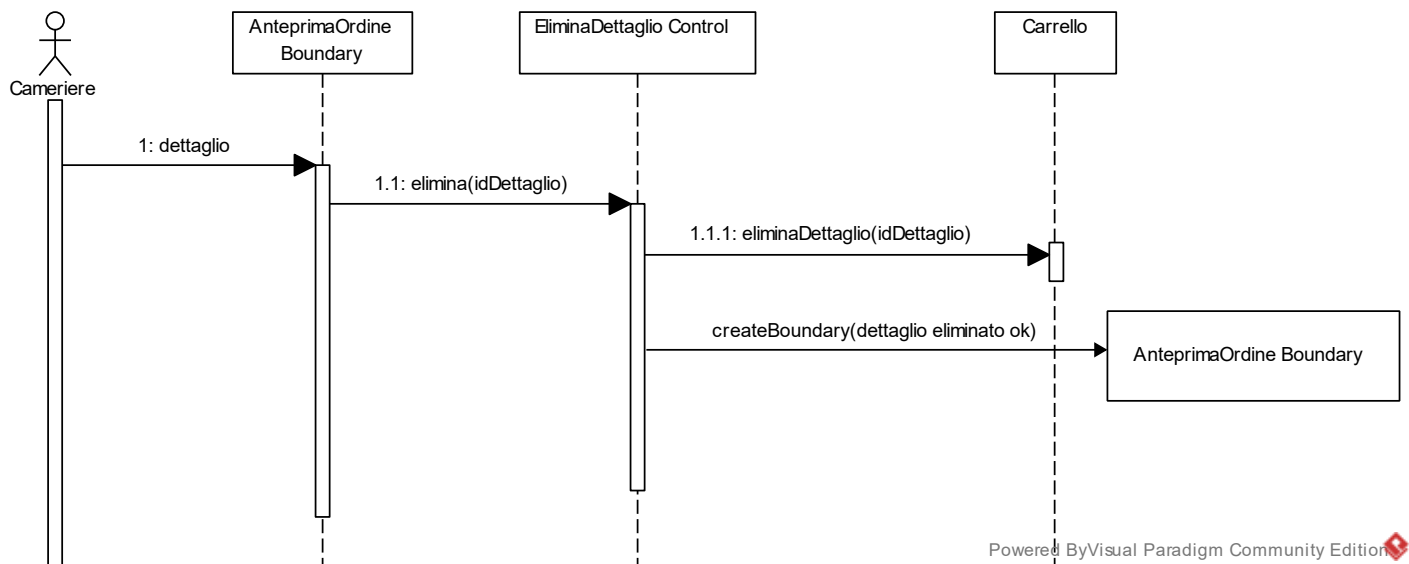 AnteprimaOrdine
Boundary
EliminaDettaglio Control
Carrello
Cameriere
1: dettaglio
1.1: elimina(idDettaglio)
1.1.1: eliminaDettaglio(idDettaglio)
createBoundary(dettaglio eliminato ok)
AnteprimaOrdine Boundary
Powered ByVisual Paradigm Community Edition